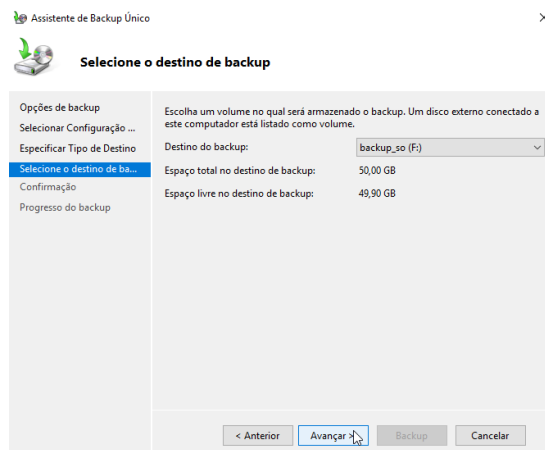 Assistente de Backup Único
Selecione o destino de backup
Opções de backup
Selecionar Configuração ...
Especificar Tipo de Destino
Selecione o destino de ba...
Confirmação
Progresso do backup
Escolha um volume no qual será armazenado o backup. Um disco externo conectado a
este computador está listado como volume.
Destino do backup:
backup_so (F:)
Espaço total no destino de backup:
50,00 GB
Espaço livre no destino de backup:
49,90 GB
< Anterior
Avançar >
Backup
Cancelar